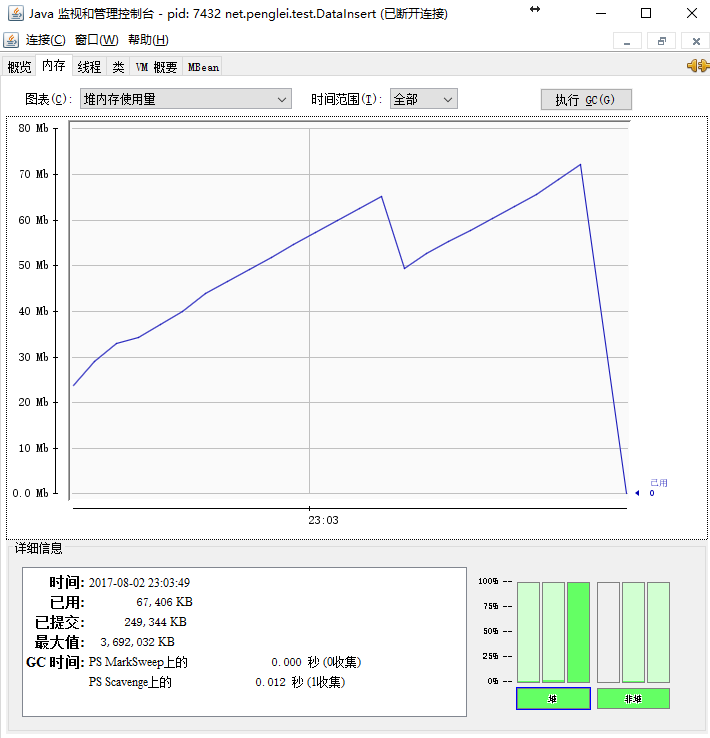 Java 监视和管理控制台 - pid: 7432 net.penglei.test.DataInsert (已断开连接)
连接(C) 窗口(W) 帮助(H)
概览 内存 线程 类 VM 概要 MBean
图表(C): 堆内存使用量 时间范围(T): 全部 执行 GC(G)
80 Mb
70 Mb
60 Mb
50 Mb
40 Mb
30 Mb
20 Mb
10 Mb
0.0 Mb
已用
0
23:03
详细信息
时间: 2017-08-02 23:03:49
已用: 67,406 KB
已提交: 249,344 KB
最大值: 3,692,032 KB
GC 时间: PS MarkSweep上的 0.000 秒 (0收集)
PS Scavenge上的 0.012 秒 (1收集)
100% --
75% --
50% --
25% --
0% --
堆 非堆